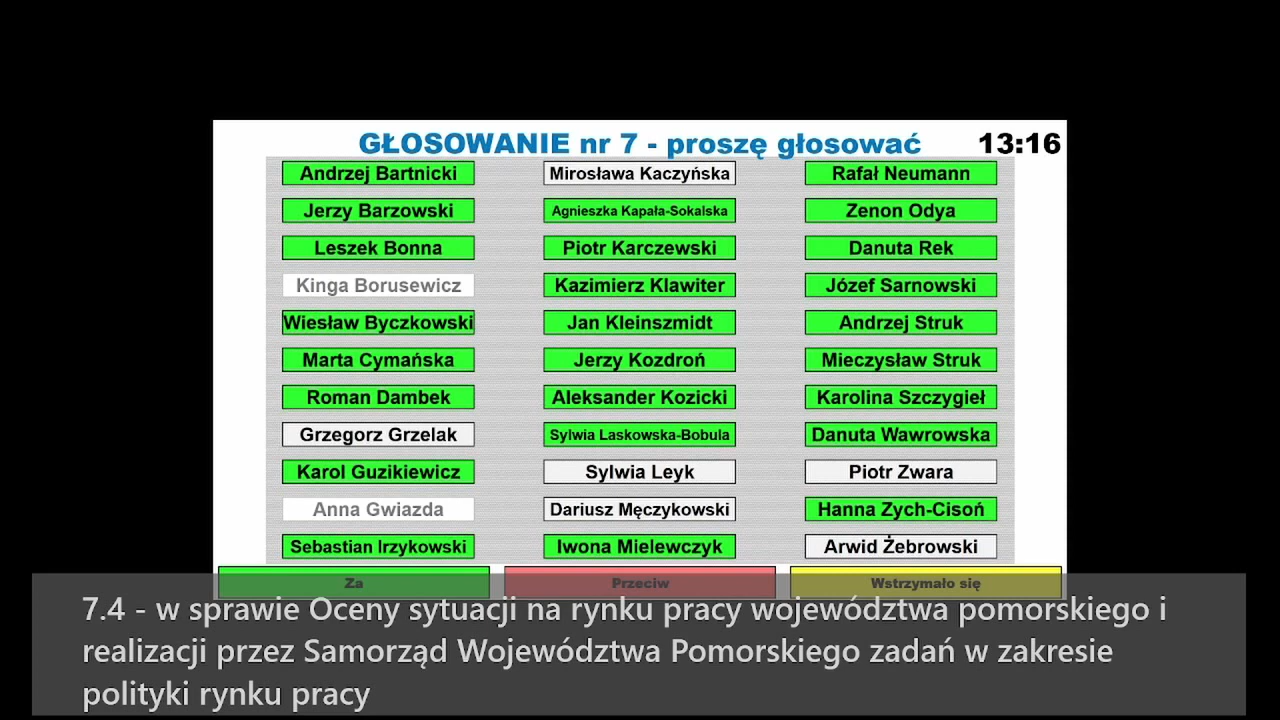 GŁOSOWANIE nr 7 - proszę głosować 13:16
Andrzej Bartnicki
Jerzy Barzowski
Leszek Bonna
Kinga Borusewicz
Wiesław Byczkowski
Marta Cymańska
Roman Dambek
Grzegorz Grzelak
Karol Guzikiewicz
Anna Gwiazda
Sebastian Irzykowski
Mirosława Kaczyńska
Agnieszka Kapała-Sokalska
Piotr Karczewski
Kazimierz Klawiter
Jan Kleinszmidt
Jerzy Kozdroń
Aleksander Kozicki
Sylwia Laskowska-Bobula
Sylwia Leyk
Dariusz Męczykowski
Iwona Mielewczyk
Rafał Neumann
Zenon Odya
Danuta Rek
Józef Sarnowski
Andrzej Struk
Mieczysław Struk
Karolina Szczygieł
Danuta Wawrowska
Piotr Zwara
Hanna Zych-Cisoń
Arwid Żebrowski
Za Przeciw Wstrzymało się
7.4 - w sprawie Oceny sytuacji na rynku pracy województwa pomorskiego i
realizacji przez Samorząd Województwa Pomorskiego zadań w zakresie
polityki rynku pracy